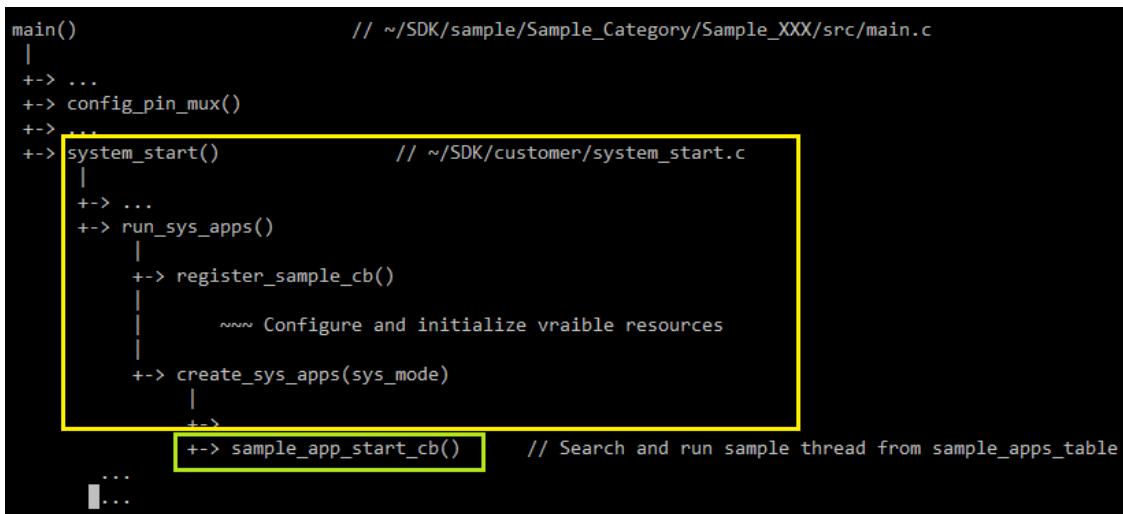 main() // ~/SDK/sample/Sample_Category/Sample_XXX/src/main.c
|
+-> ...
+-> config_pin_mux()
+-> ...
+-> system_start() // ~/SDK/customer/system_start.c
|
+-> ...
+-> run_sys_apps()
|
+-> register_sample_cb()
|
| ~~~ Configure and initialize vraible resources
|
+-> create_sys_apps(sys_mode)
|
+->
+-> sample_app_start_cb() // Search and run sample thread from sample_apps_table
...
...